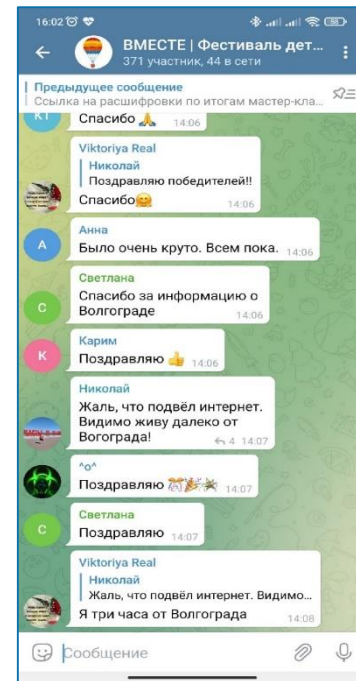 16:02
ВМЕСТЕ | Фестиваль дет...
371 участник, 44 в сети
Предыдущее сообщение
Ссылка на расшифровки по итогам мастер-кла...
КТ
Спасибо🙏 14:06
Viktoriya Real
Николай
Поздравляю победителей!!
Спасибо🤗 14:06
Анна
А
Было очень круто. Всем пока. 14:06
Светлана
Спасибо за информацию о
С
Волгограде 14:06
Карим
К
Поздравляю 👍 14:06
Николай
Жаль, что подвёл интернет.
Видимо живу далеко от
Вогограда! 4 14:07
^o^
Поздравляю 🎊🎉🎋 14:07
Светлана
С
Поздравляю 14:07
Viktoriya Real
Николай
Жаль, что подвёл интернет. Видимо...
Я три часа от Волгограда 14:08
Сообщение